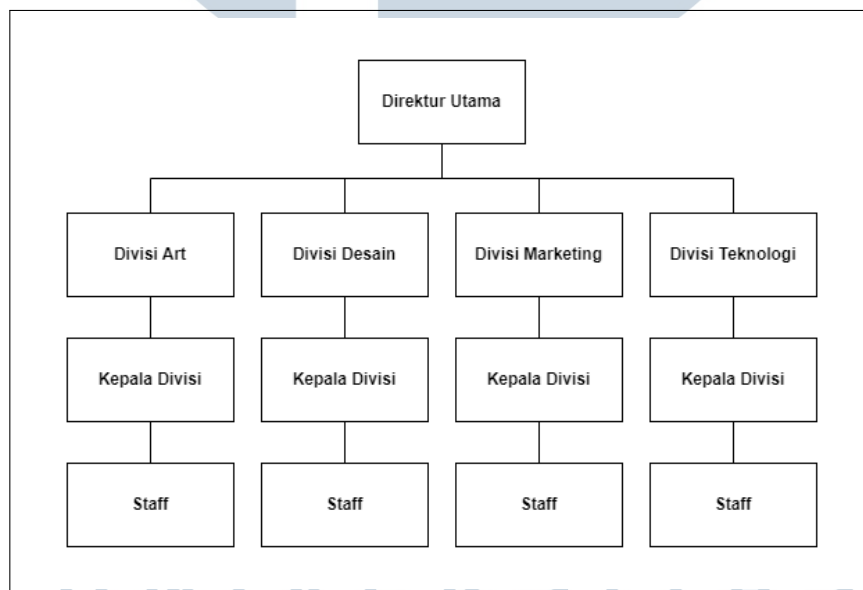 Direktur Utama
Divisi Art
Divisi Desain
Divisi Marketing
Divisi Teknologi
Kepala Divisi
Kepala Divisi
Kepala Divisi
Kepala Divisi
Staff
Staff
Staff
Staff